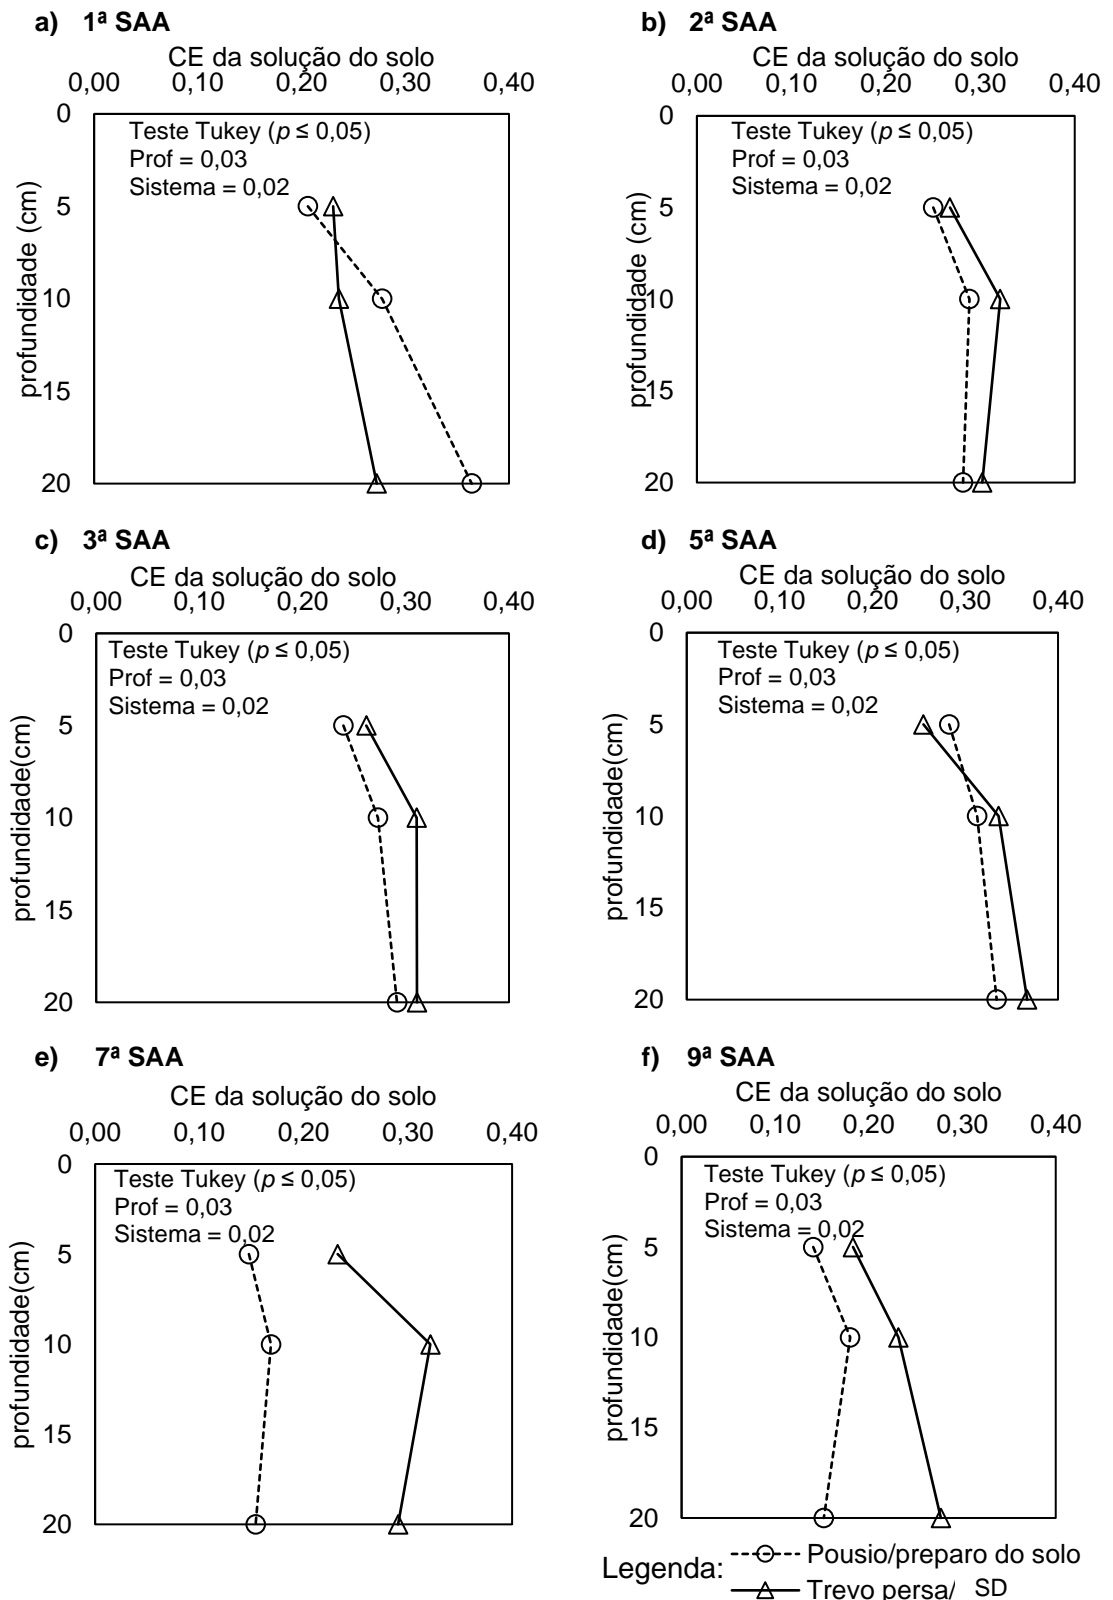 a) 1ª SAA
CE da solução do solo
0,00 0,10 0,20 0,30 0,40
Teste Tukey (p ≤ 0,05)
Prof = 0,03
Sistema = 0,02
profundidade (cm)
0
5
10
15
20
b) 2ª SAA
CE da solução do solo
0,00 0,10 0,20 0,30 0,40
Teste Tukey (p ≤ 0,05)
Prof = 0,03
Sistema = 0,02
profundidade (cm)
0
5
10
15
20
c) 3ª SAA
CE da solução do solo
0,00 0,10 0,20 0,30 0,40
Teste Tukey (p ≤ 0,05)
Prof = 0,03
Sistema = 0,02
profundidade(cm)
0
5
10
15
20
d) 5ª SAA
CE da solução do solo
0,00 0,10 0,20 0,30 0,40
Teste Tukey (p ≤ 0,05)
Prof = 0,03
Sistema = 0,02
profundidade(cm)
0
5
10
15
20
e) 7ª SAA
CE da solução do solo
0,00 0,10 0,20 0,30 0,40
Teste Tukey (p ≤ 0,05)
Prof = 0,03
Sistema = 0,02
profundidade(cm)
0
5
10
15
20
f) 9ª SAA
CE da solução do solo
0,00 0,10 0,20 0,30 0,40
Teste Tukey (p ≤ 0,05)
Prof = 0,03
Sistema = 0,02
profundidade(cm)
0
5
10
15
20
Legenda: Pousio/preparo do solo
Trevo persa/ SD